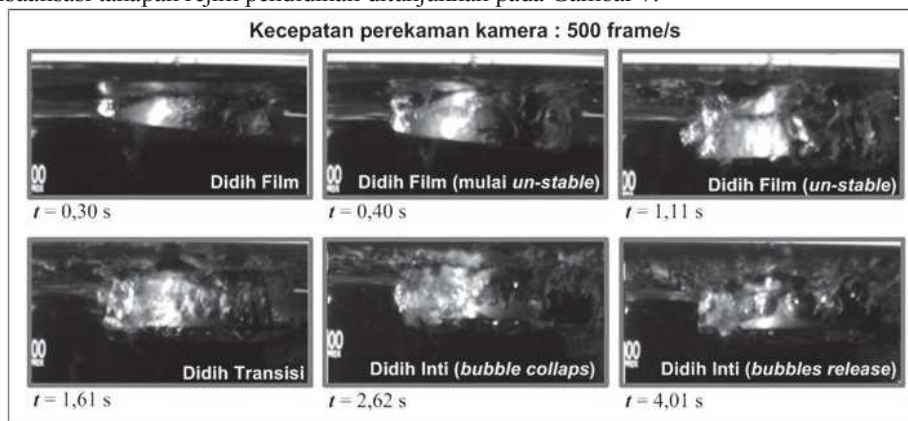 Kecepatan perekaman kamera : 500 frame/s
Didih Film
Didih Film (mulai un-stable)
Didih Film (un-stable)
t = 0,30 s
t = 0,40 s
t = 1,11 s
Didih Transisi
Didih Inti (bubble collaps)
Didih Inti (bubbles release)
t = 1,61 s
t = 2,62 s
t = 4,01 s